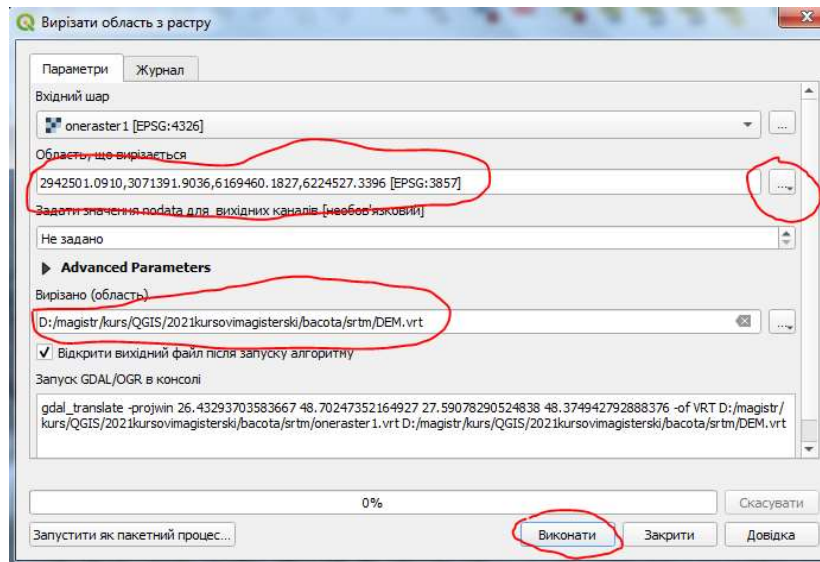 Вирізати область з растру
Параметри
Журнал
Вхідний шар
oneraster1 [EPSG:4326]
...
Область, що вирізається
2942501.0910,3071391.9036,6169460.1827,6224527.3396 [EPSG:3857]
...
Задати значення nodata для вихідних каналів [необов'язковий]
Не задано
Advanced Parameters
Вирізано (область)
D:/magistr/kurs/QGIS/2021kursovimagisterski/bacota/srtm/DEM.vrt
...
Відкрити вихідний файл після запуску алгоритму
Запуск GDAL/OGR в консолі
gdal_translate -projwin 26.43293703583667 48.70247352164927 27.59078290524838 48.374942792888376 -of VRT D:/magistr/
kurs/QGIS/2021kursovimagisterski/bacota/srtm/oneraster1.vrt D:/magistr/kurs/QGIS/2021kursovimagisterski/bacota/srtm/DEM.vrt
0%
Скасувати
Запустити як пакетний процес...
Виконати
Закрити
Довідка